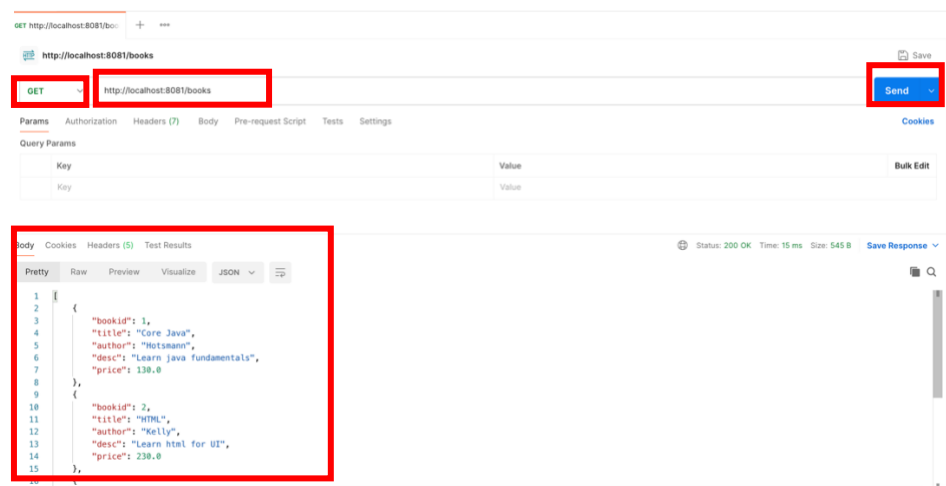 GET http://localhost:8081/boo
http://localhost:8081/books
Save
GET
http://localhost:8081/books
Send
Params Authorization Headers (7) Body Pre-request Script Tests Settings
Cookies
Query Params
Key Value Bulk Edit
Key Value
Body Cookies Headers (5) Test Results
Status: 200 OK Time: 15 ms Size: 545 B Save Response
Pretty Raw Preview Visualize JSON
1 [
2 {
3 "bookid": 1,
4 "title": "Core Java",
5 "author": "Hotsmann",
6 "desc": "Learn java fundamentals",
7 "price": 130.0
8 },
9 {
10 "bookid": 2,
11 "title": "HTML",
12 "author": "Kelly",
13 "desc": "Learn html for UI",
14 "price": 230.0
15 },
16 {